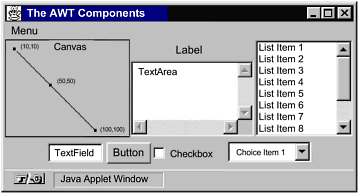 The AWT Components
Menu
Canvas
(10,10)
(50,50)
(100,100)
Label
TextArea
List Item 1
List Item 2
List Item 3
List Item 4
List Item 5
List Item 6
List Item 7
List Item 8
TextField
Button
Checkbox
Choice Item 1
Java Applet Window